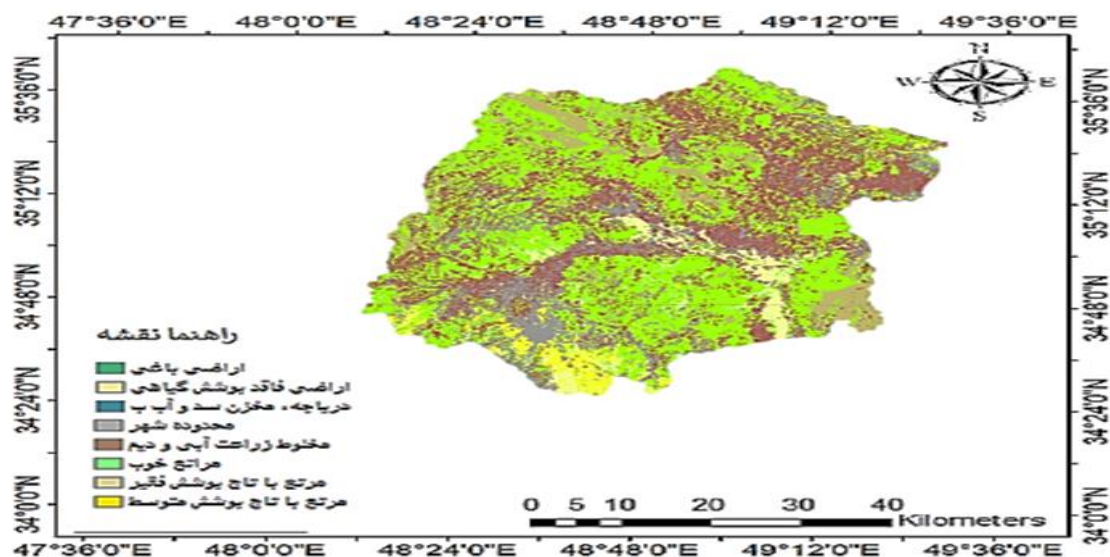 47°36'0"E 48°0'0"E 48°24'0"E 48°48'0"E 49°12'0"E 49°36'0"E
N
W E
S
35°36'0"N 35°36'0"N
35°12'0"N 35°12'0"N
34°48'0"N 34°48'0"N
34°24'0"N 34°24'0"N
34°0'0"N 34°0'0"N
راهنما نقشه
اراضی باغی
اراضی فاقد پوشش گیاهی
دریاچه، مخزن سد و آب ب
محدوده شهر
مخلوط زراعت آبی و دیم
مراتع خوب
مرتع با تاج پوشش فقیر
مرتع با تاج پوشش متوسط
0 5 10 20 30 40
Kilometers
47°36'0"E 48°0'0"E 48°24'0"E 48°48'0"E 49°12'0"E 49°36'0"E